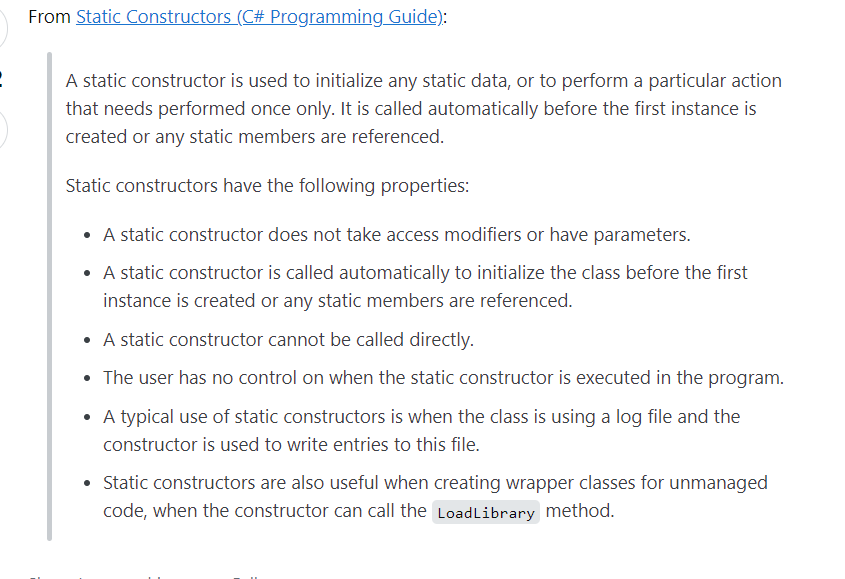 From Static Constructors (C# Programming Guide):
A static constructor is used to initialize any static data, or to perform a particular action
that needs performed once only. It is called automatically before the first instance is
created or any static members are referenced.
Static constructors have the following properties:
• A static constructor does not take access modifiers or have parameters.
• A static constructor is called automatically to initialize the class before the first
instance is created or any static members are referenced.
• A static constructor cannot be called directly.
• The user has no control on when the static constructor is executed in the program.
• A typical use of static constructors is when the class is using a log file and the
constructor is used to write entries to this file.
• Static constructors are also useful when creating wrapper classes for unmanaged
code, when the constructor can call the LoadLibrary method.